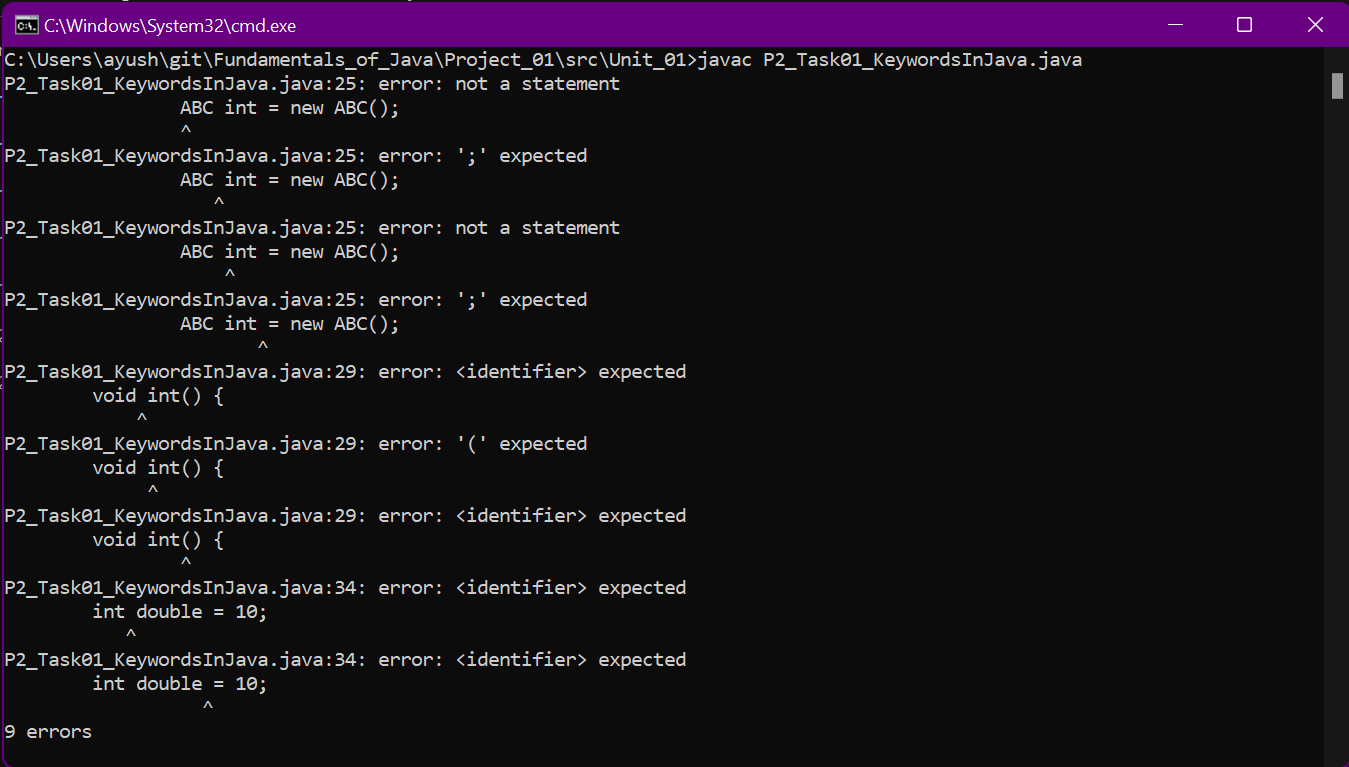 C:\Windows\System32\cmd.exe
C:\Users\ayush\git\Fundamentals_of_Java\Project_01\src\Unit_01>javac P2_Task01_KeywordsInJava.java
P2_Task01_KeywordsInJava.java:25: error: not a statement
                ABC int = new ABC();
                ^
P2_Task01_KeywordsInJava.java:25: error: ';' expected
                ABC int = new ABC();
                   ^
P2_Task01_KeywordsInJava.java:25: error: not a statement
                ABC int = new ABC();
                    ^
P2_Task01_KeywordsInJava.java:25: error: ';' expected
                ABC int = new ABC();
                       ^
P2_Task01_KeywordsInJava.java:29: error: <identifier> expected
        void int() {
            ^
P2_Task01_KeywordsInJava.java:29: error: '(' expected
        void int() {
             ^
P2_Task01_KeywordsInJava.java:29: error: <identifier> expected
        void int() {
                ^
P2_Task01_KeywordsInJava.java:34: error: <identifier> expected
        int double = 10;
           ^
P2_Task01_KeywordsInJava.java:34: error: <identifier> expected
        int double = 10;
                  ^
9 errors